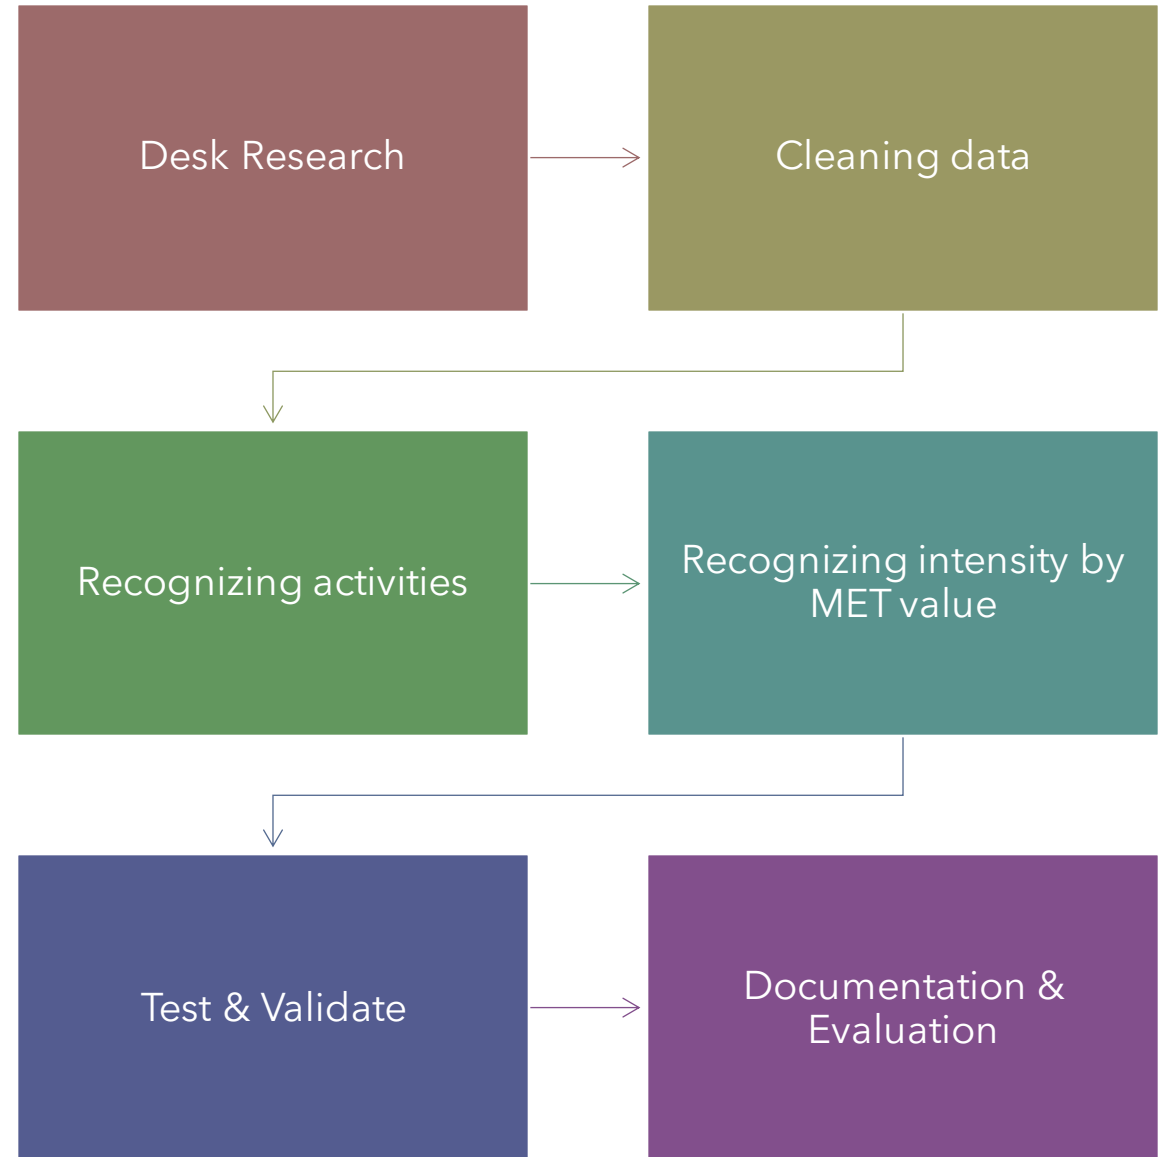 Desk Research
Cleaning data
Recognizing activities
Recognizing intensity by
MET value
Test & Validate
Documentation &
Evaluation